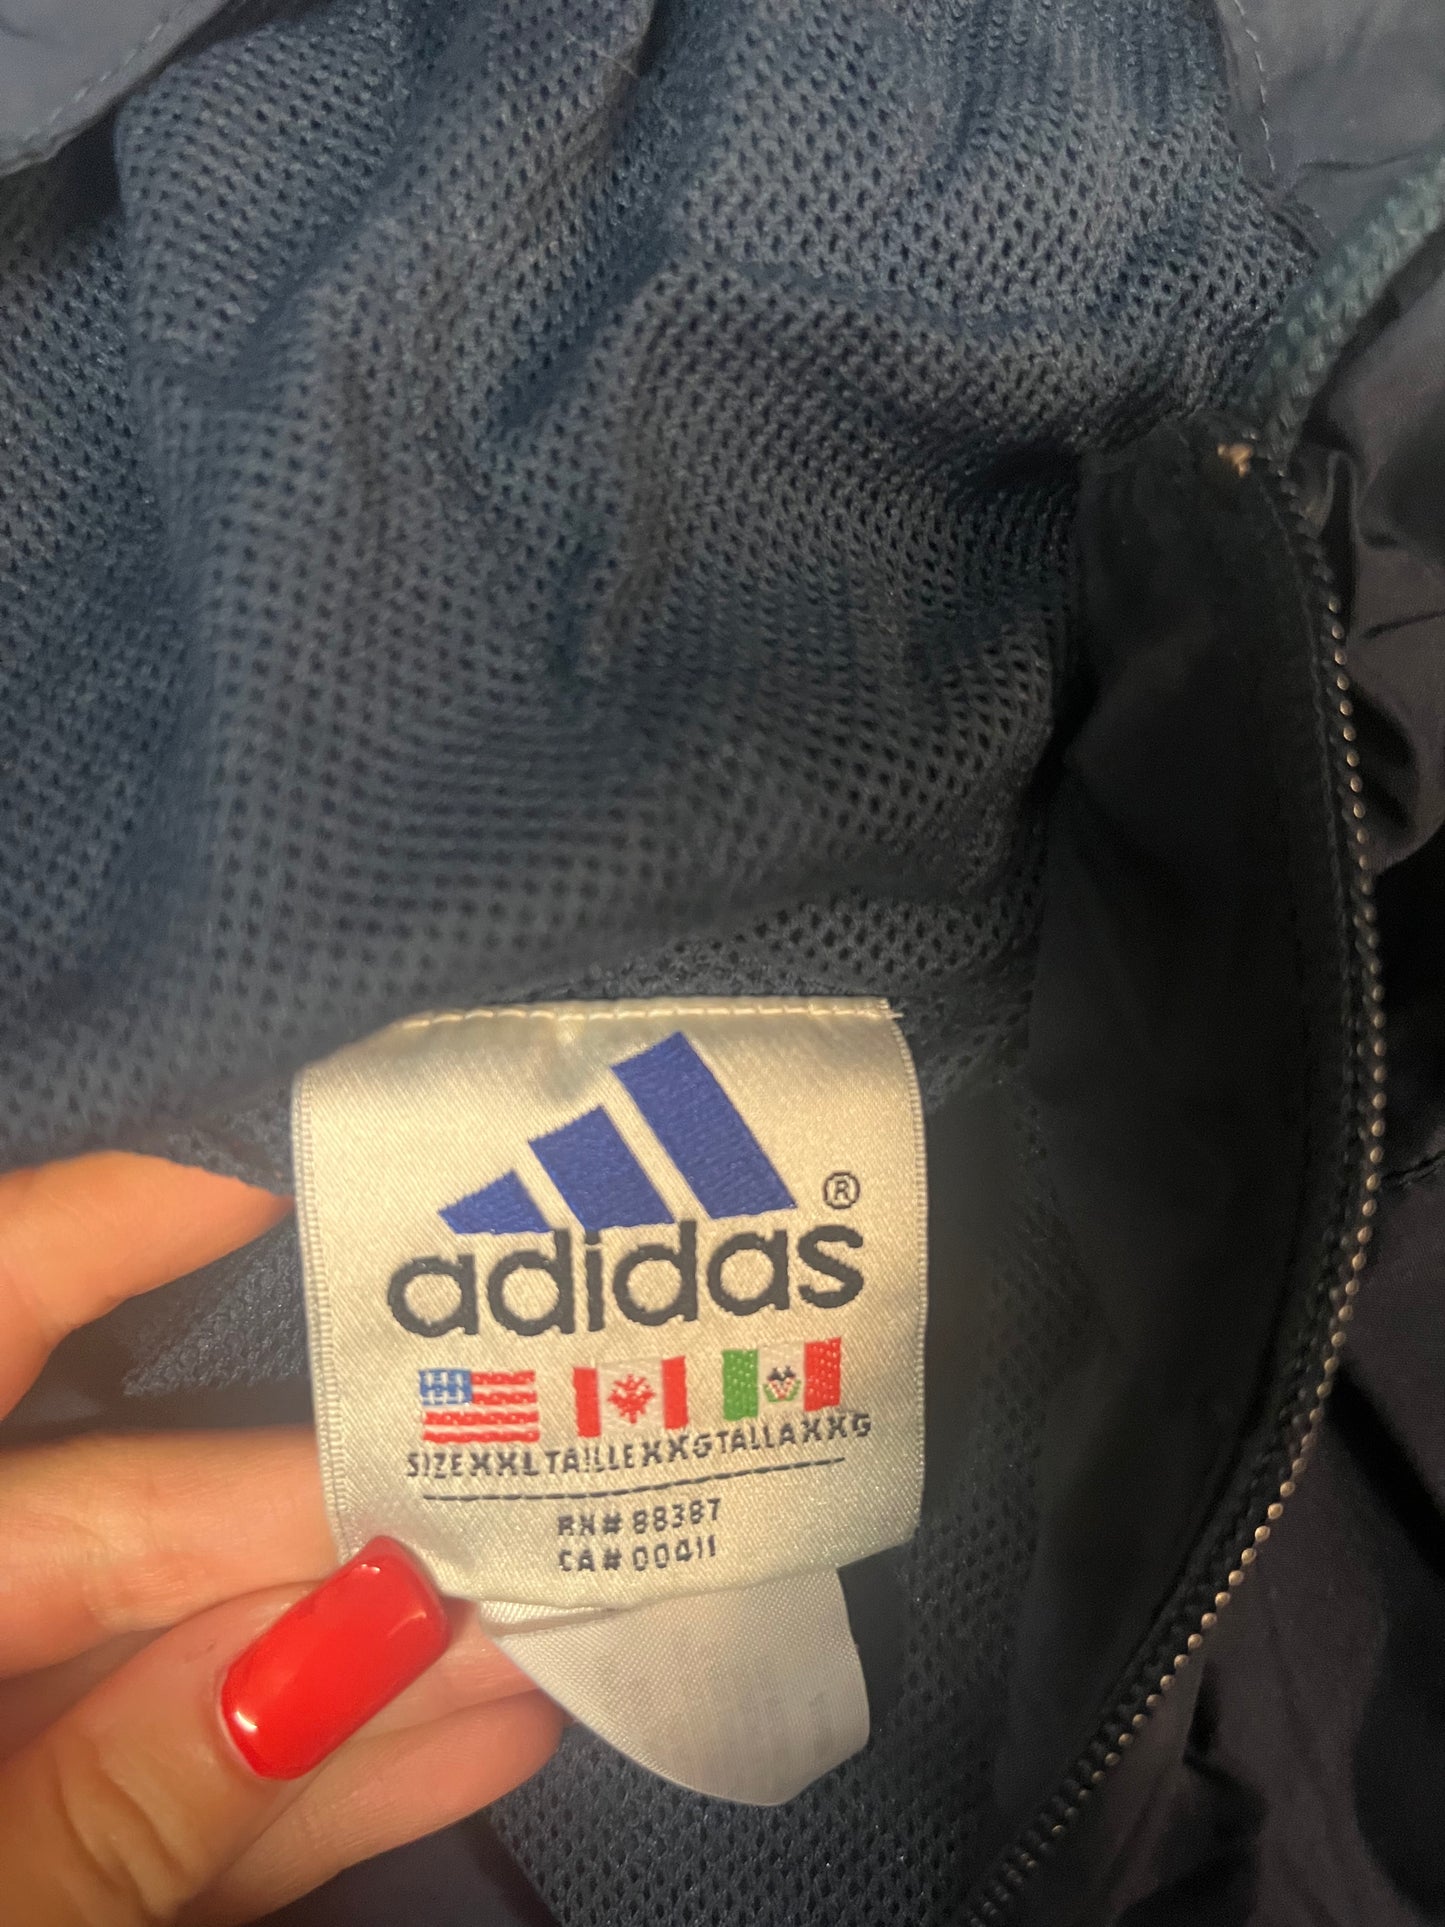 adidas®
SIZE XXL TAILLE XXG TALLA XXG
RN# 88387
CA# 00411